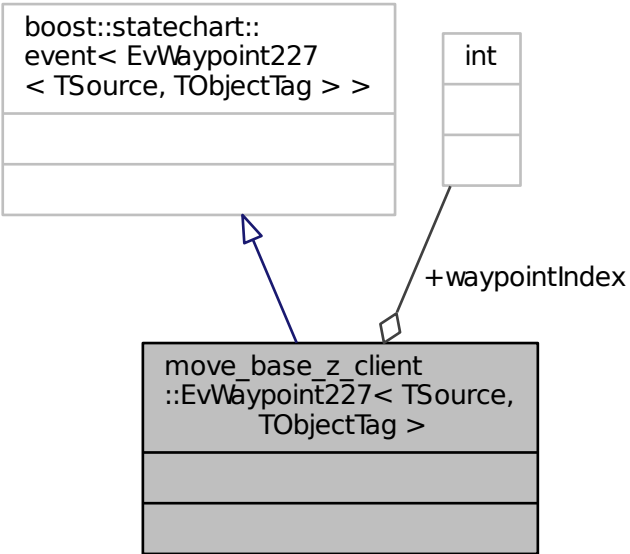 boost::statechart::
event< EvWaypoint227
< TSource, TObjectTag > >
int
+waypointIndex
move_base_z_client
::EvWaypoint227< TSource,
TObjectTag >